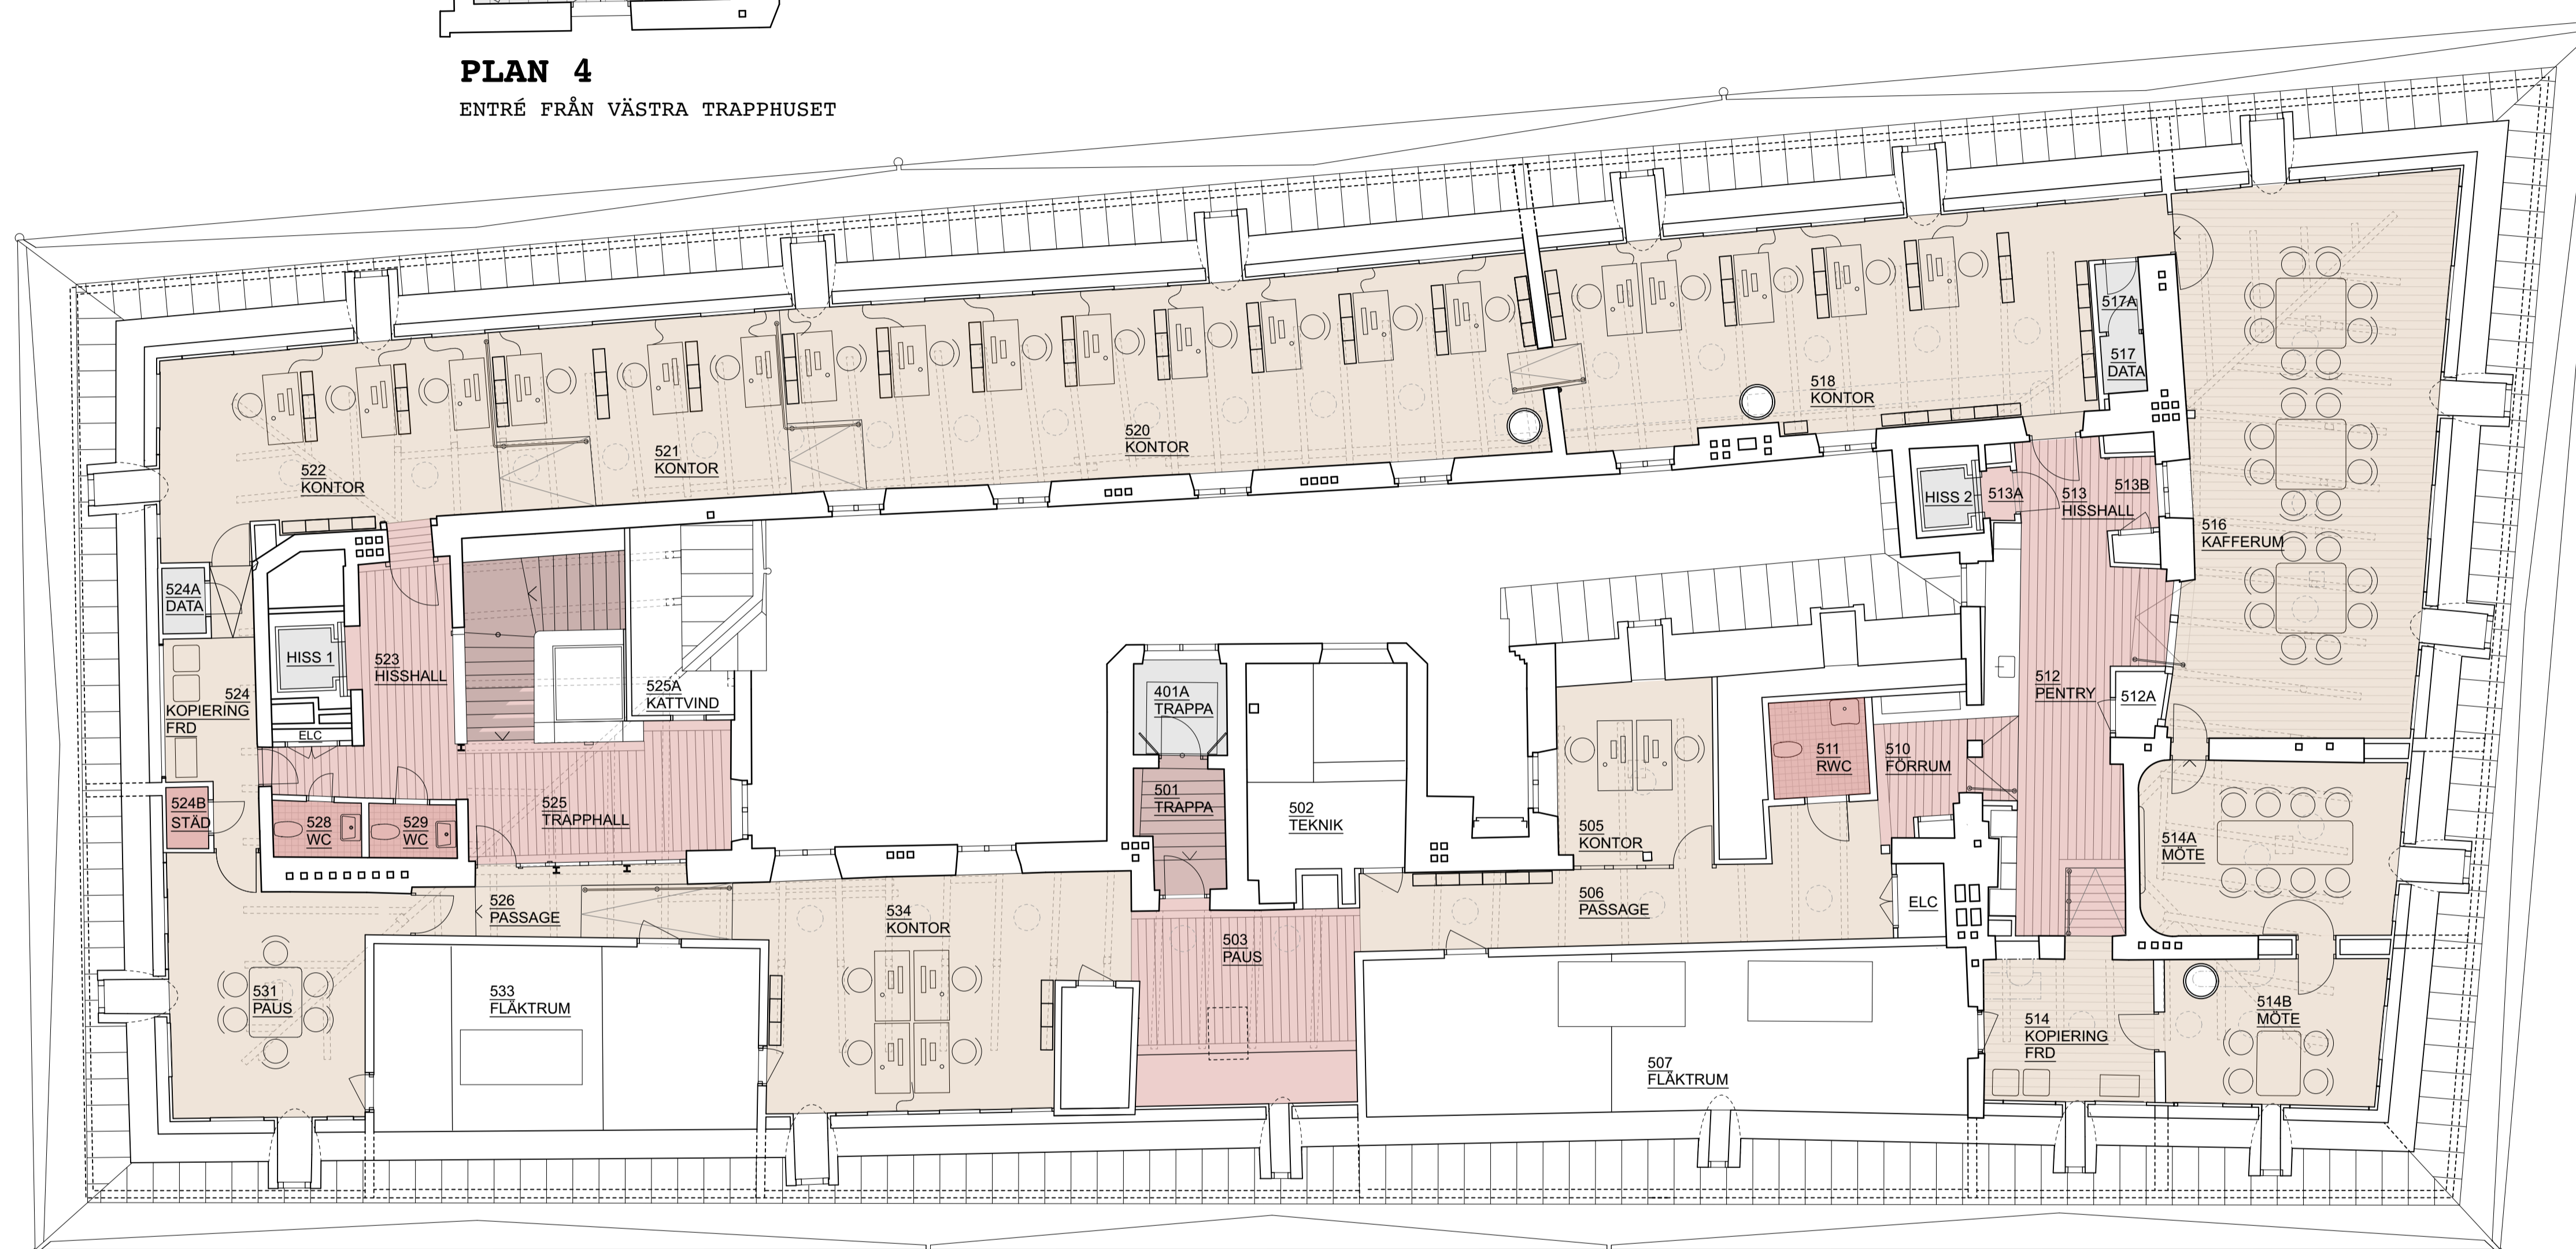 PLAN 4
ENTRÉ FRÅN VÄSTRA TRAPPHUSET
517A
517
DATA
518
KONTOR
520
KONTOR
521
KONTOR
522
KONTOR
HISS 2
513A
513
HISSHALL
513B
516
KAFFERUM
524A
DATA
HISS 1
523
HISSHALL
524
KOPIERING
FRD
525A
KATTVIND
401A
TRAPPA
512
PENTRY
512A
ELC
511
RWC
510
FÖRRUM
501
TRAPPA
502
TEKNIK
505
KONTOR
524B
STÄD
528
WC
529
WC
525
TRAPPHALL
514A
MÖTE
526
PASSAGE
534
KONTOR
506
PASSAGE
ELC
503
PAUS
531
PAUS
533
FLÄKTRUM
507
FLÄKTRUM
514
KOPIERING
FRD
514B
MÖTE